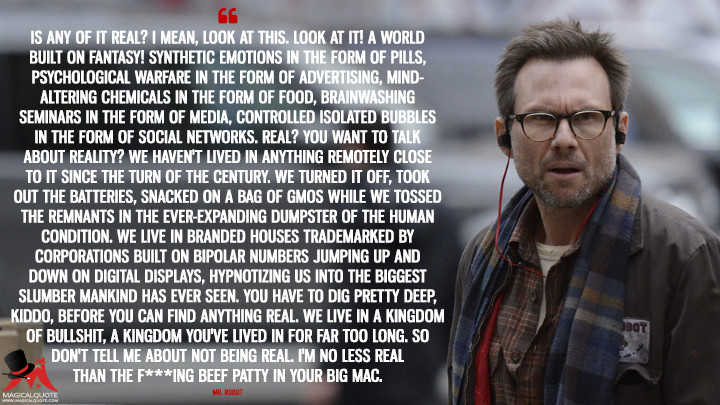 IS ANY OF IT REAL? I MEAN, LOOK AT THIS. LOOK AT IT! A WORLD
BUILT ON FANTASY! SYNTHETIC EMOTIONS IN THE FORM OF PILLS,
PSYCHOLOGICAL WARFARE IN THE FORM OF ADVERTISING, MIND-
ALTERING CHEMICALS IN THE FORM OF FOOD, BRAINWASHING
SEMINARS IN THE FORM OF MEDIA, CONTROLLED ISOLATED BUBBLES
IN THE FORM OF SOCIAL NETWORKS. REAL? YOU WANT TO TALK
ABOUT REALITY? WE HAVEN'T LIVED IN ANYTHING REMOTELY CLOSE
TO IT SINCE THE TURN OF THE CENTURY. WE TURNED IT OFF, TOOK
OUT THE BATTERIES, SNACKED ON A BAG OF GMOS WHILE WE TOSSED
THE REMNANTS IN THE EVER-EXPANDING DUMPSTER OF THE HUMAN
CONDITION. WE LIVE IN BRANDED HOUSES TRADEMARKED BY
CORPORATIONS BUILT ON BIPOLAR NUMBERS JUMPING UP AND
DOWN ON DIGITAL DISPLAYS, HYPNOTIZING US INTO THE BIGGEST
SLUMBER MANKIND HAS EVER SEEN. YOU HAVE TO DIG PRETTY DEEP,
KIDDO, BEFORE YOU CAN FIND ANYTHING REAL. WE LIVE IN A KINGDOM
OF BULLSHIT, A KINGDOM YOU'VE LIVED IN FOR FAR TOO LONG. SO
DON'T TELL ME ABOUT NOT BEING REAL. I'M NO LESS REAL
THAN THE F***ING BEEF PATTY IN YOUR BIG MAC.
MR. ROBOT
MAGICALQUOTE
WWW.MAGICALQUOTE.COM
ROBOT